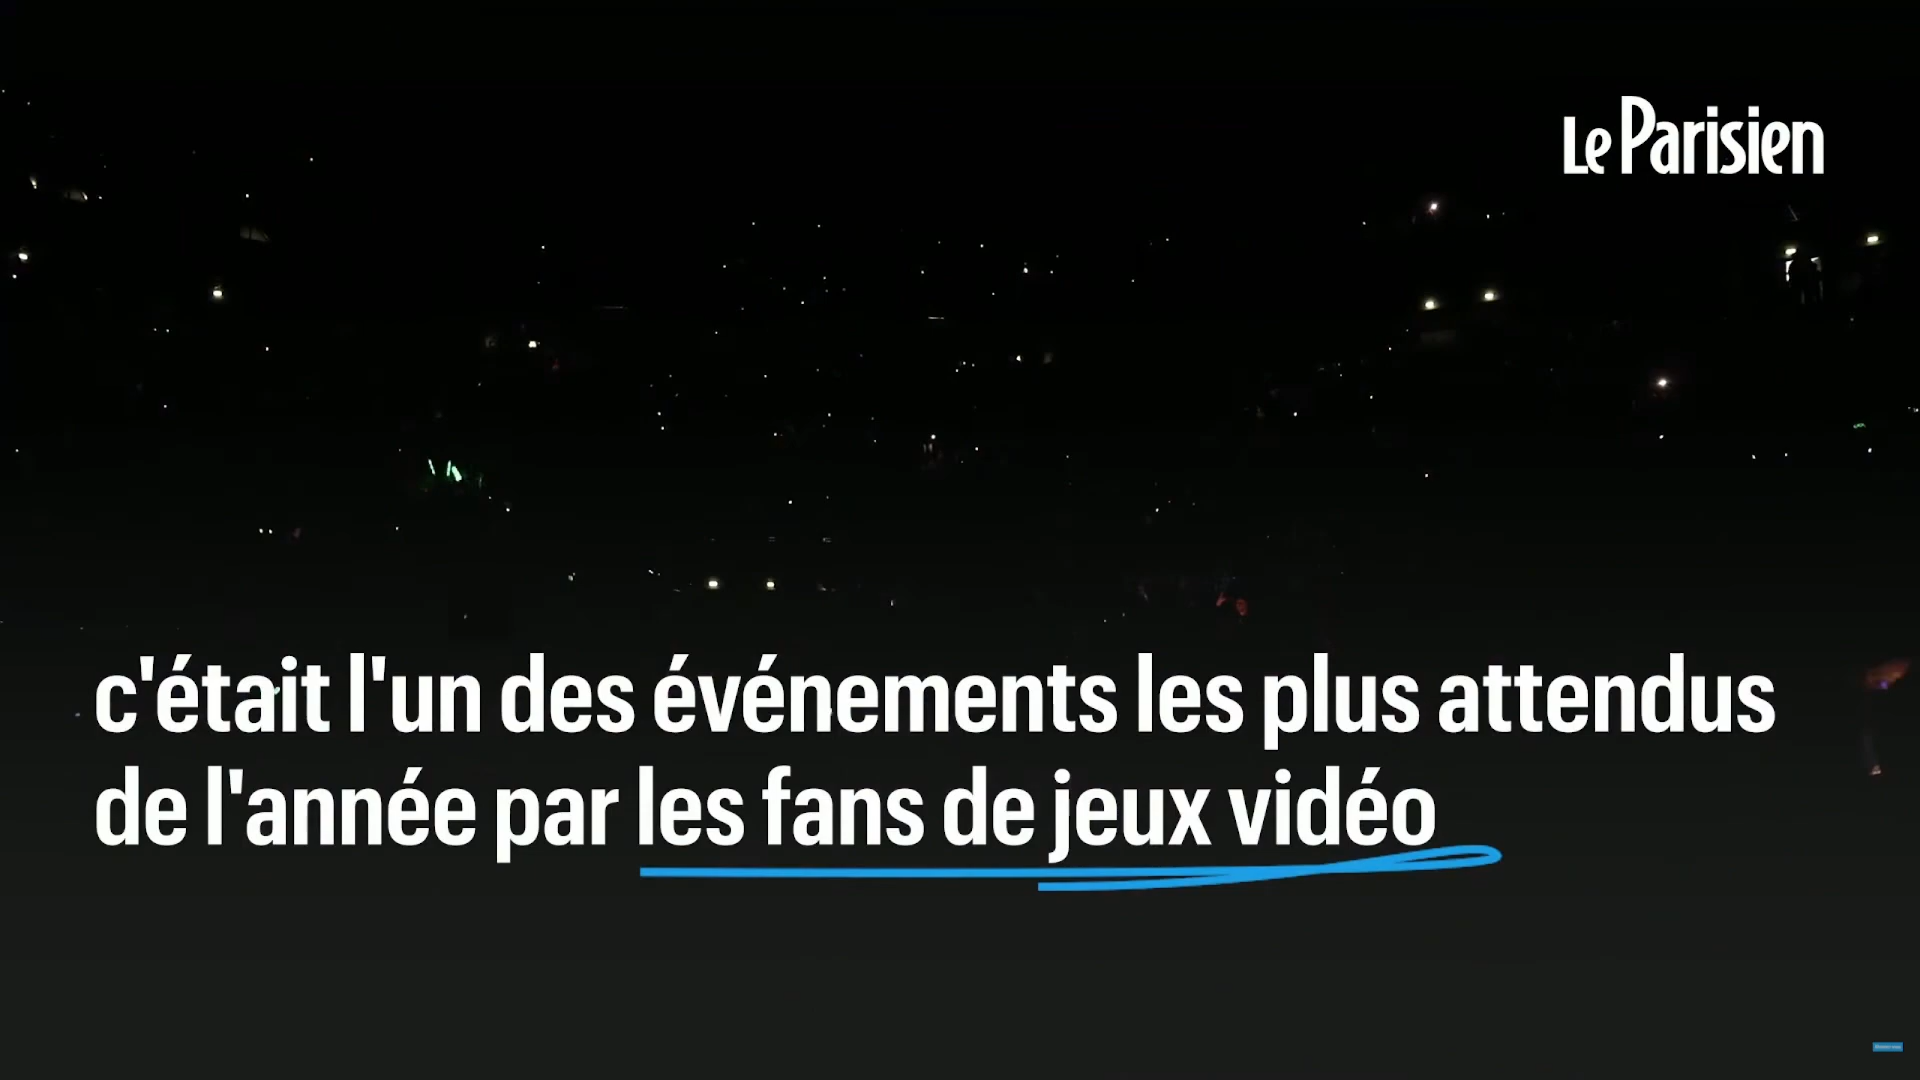 Le Parisien
c'était l'un des événements les plus attendus
de l'année par les fans de jeux vidéo